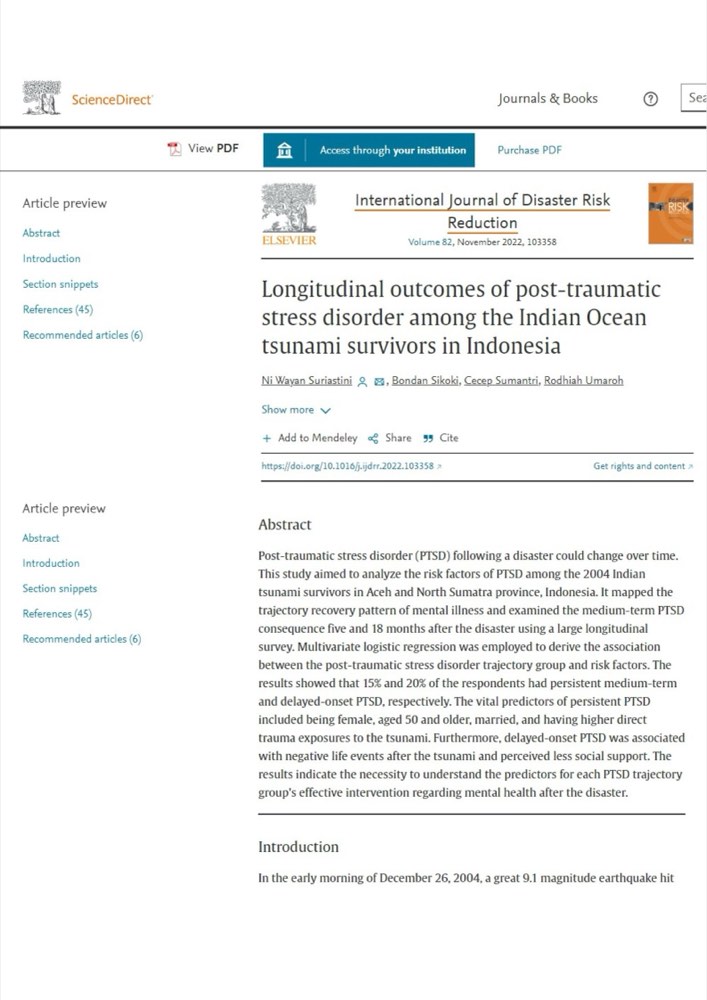 ScienceDirect
Journals & Books
?
Sea
View PDF
Access through your institution
Purchase PDF
Article preview
Abstract
Introduction
Section snippets
References (45)
Recommended articles (6)
ELSEVIER
International Journal of Disaster Risk
Reduction
Volume 82, November 2022, 103358
RISK
Longitudinal outcomes of post-traumatic
stress disorder among the Indian Ocean
tsunami survivors in Indonesia
Ni Wayan Suriastini, Bondan Sikoki, Cecep Sumantri, Rodhiah Umaroh
Show more
+ Add to Mendeley Share Cite
https://doi.org/10.1016/j.ijdrr.2022.103358
Get rights and content
Article preview
Abstract
Introduction
Section snippets
References (45)
Recommended articles (6)
Abstract
Post-traumatic stress disorder (PTSD) following a disaster could change over time.
This study aimed to analyze the risk factors of PTSD among the 2004 Indian
tsunami survivors in Aceh and North Sumatra province, Indonesia. It mapped the
trajectory recovery pattern of mental illness and examined the medium-term PTSD
consequence five and 18 months after the disaster using a large longitudinal
survey. Multivariate logistic regression was employed to derive the association
between the post-traumatic stress disorder trajectory group and risk factors. The
results showed that 15% and 20% of the respondents had persistent medium-term
and delayed-onset PTSD, respectively. The vital predictors of persistent PTSD
included being female, aged 50 and older, married, and having higher direct
trauma exposures to the tsunami. Furthermore, delayed-onset PTSD was associated
with negative life events after the tsunami and perceived less social support. The
results indicate the necessity to understand the predictors for each PTSD trajectory
group's effective intervention regarding mental health after the disaster.
Introduction
In the early morning of December 26, 2004, a great 9.1 magnitude earthquake hit